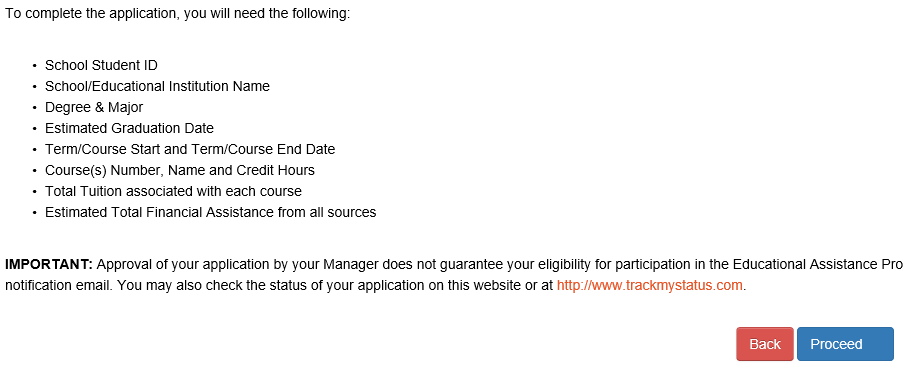 To complete the application, you will need the following:
• School Student ID
• School/Educational Institution Name
• Degree & Major
• Estimated Graduation Date
• Term/Course Start and Term/Course End Date
• Course(s) Number, Name and Credit Hours
• Total Tuition associated with each course
• Estimated Total Financial Assistance from all sources
IMPORTANT: Approval of your application by your Manager does not guarantee your eligibility for participation in the Educational Assistance Pro
notification email. You may also check the status of your application on this website or at http://www.trackmystatus.com.
Back Proceed